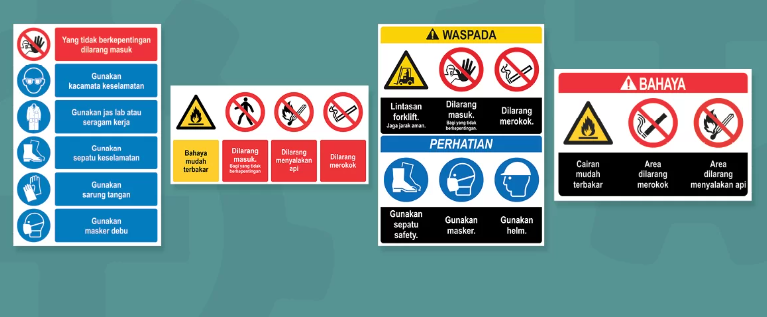 Yang tidak berkepentingan
dilarang masuk
Gunakan
kacamata keselamatan
Gunakan jas lab atau
seragam kerja
Gunakan
sepatu keselamatan
Gunakan
sarung tangan
Gunakan
masker debu
Bahaya
mudah
terbakar
Dilarang
masuk.
Bagi yang tidak
berkepentingan
Dilarang
menyalakan
api
Dilarang
merokok
WASPADA
Lintasan
forklift.
Jaga jarak aman.
Dilarang
masuk.
Bagi yang tidak
berkepentingan.
Dilarang
merokok.
PERHATIAN
Gunakan
sepatu
safety.
Gunakan
masker.
Gunakan
helm.
BAHAYA
Cairan
mudah
terbakar
Area
dilarang
merokok
Area
dilarang
menyalakan api